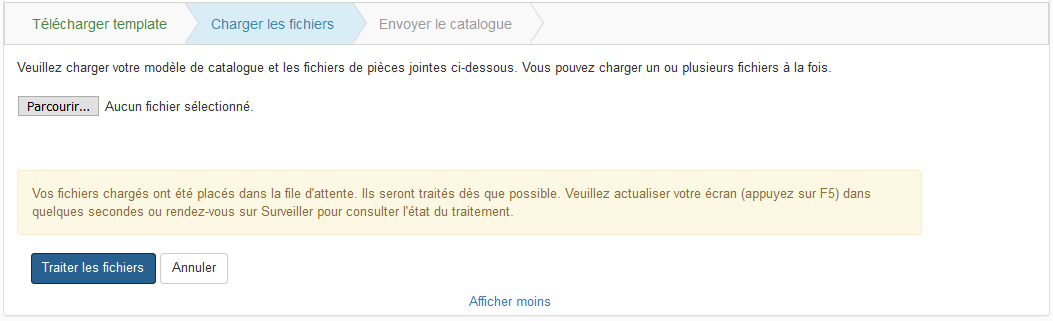 Télécharger template Charger les fichiers Envoyer le catalogue
Veuillez charger votre modèle de catalogue et les fichiers de pièces jointes ci-dessous. Vous pouvez charger un ou plusieurs fichiers à la fois.
Parcourir... Aucun fichier sélectionné.
Vos fichiers chargés ont été placés dans la file d'attente. Ils seront traités dès que possible. Veuillez actualiser votre écran (appuyez sur F5) dans
quelques secondes ou rendez-vous sur Surveiller pour consulter l'état du traitement.
Traiter les fichiers Annuler
Afficher moins